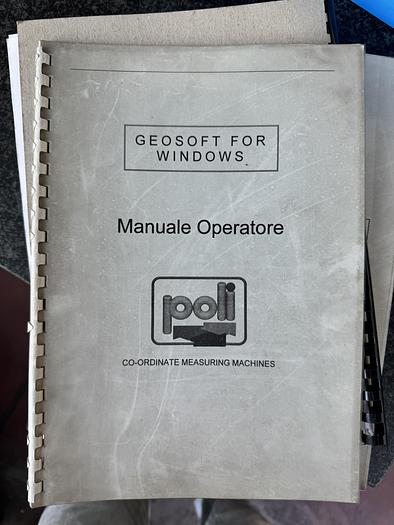 GEOSOFT FOR
WINDOWS
Manuale Operatore
poli
CO-ORDINATE MEASURING MACHINES